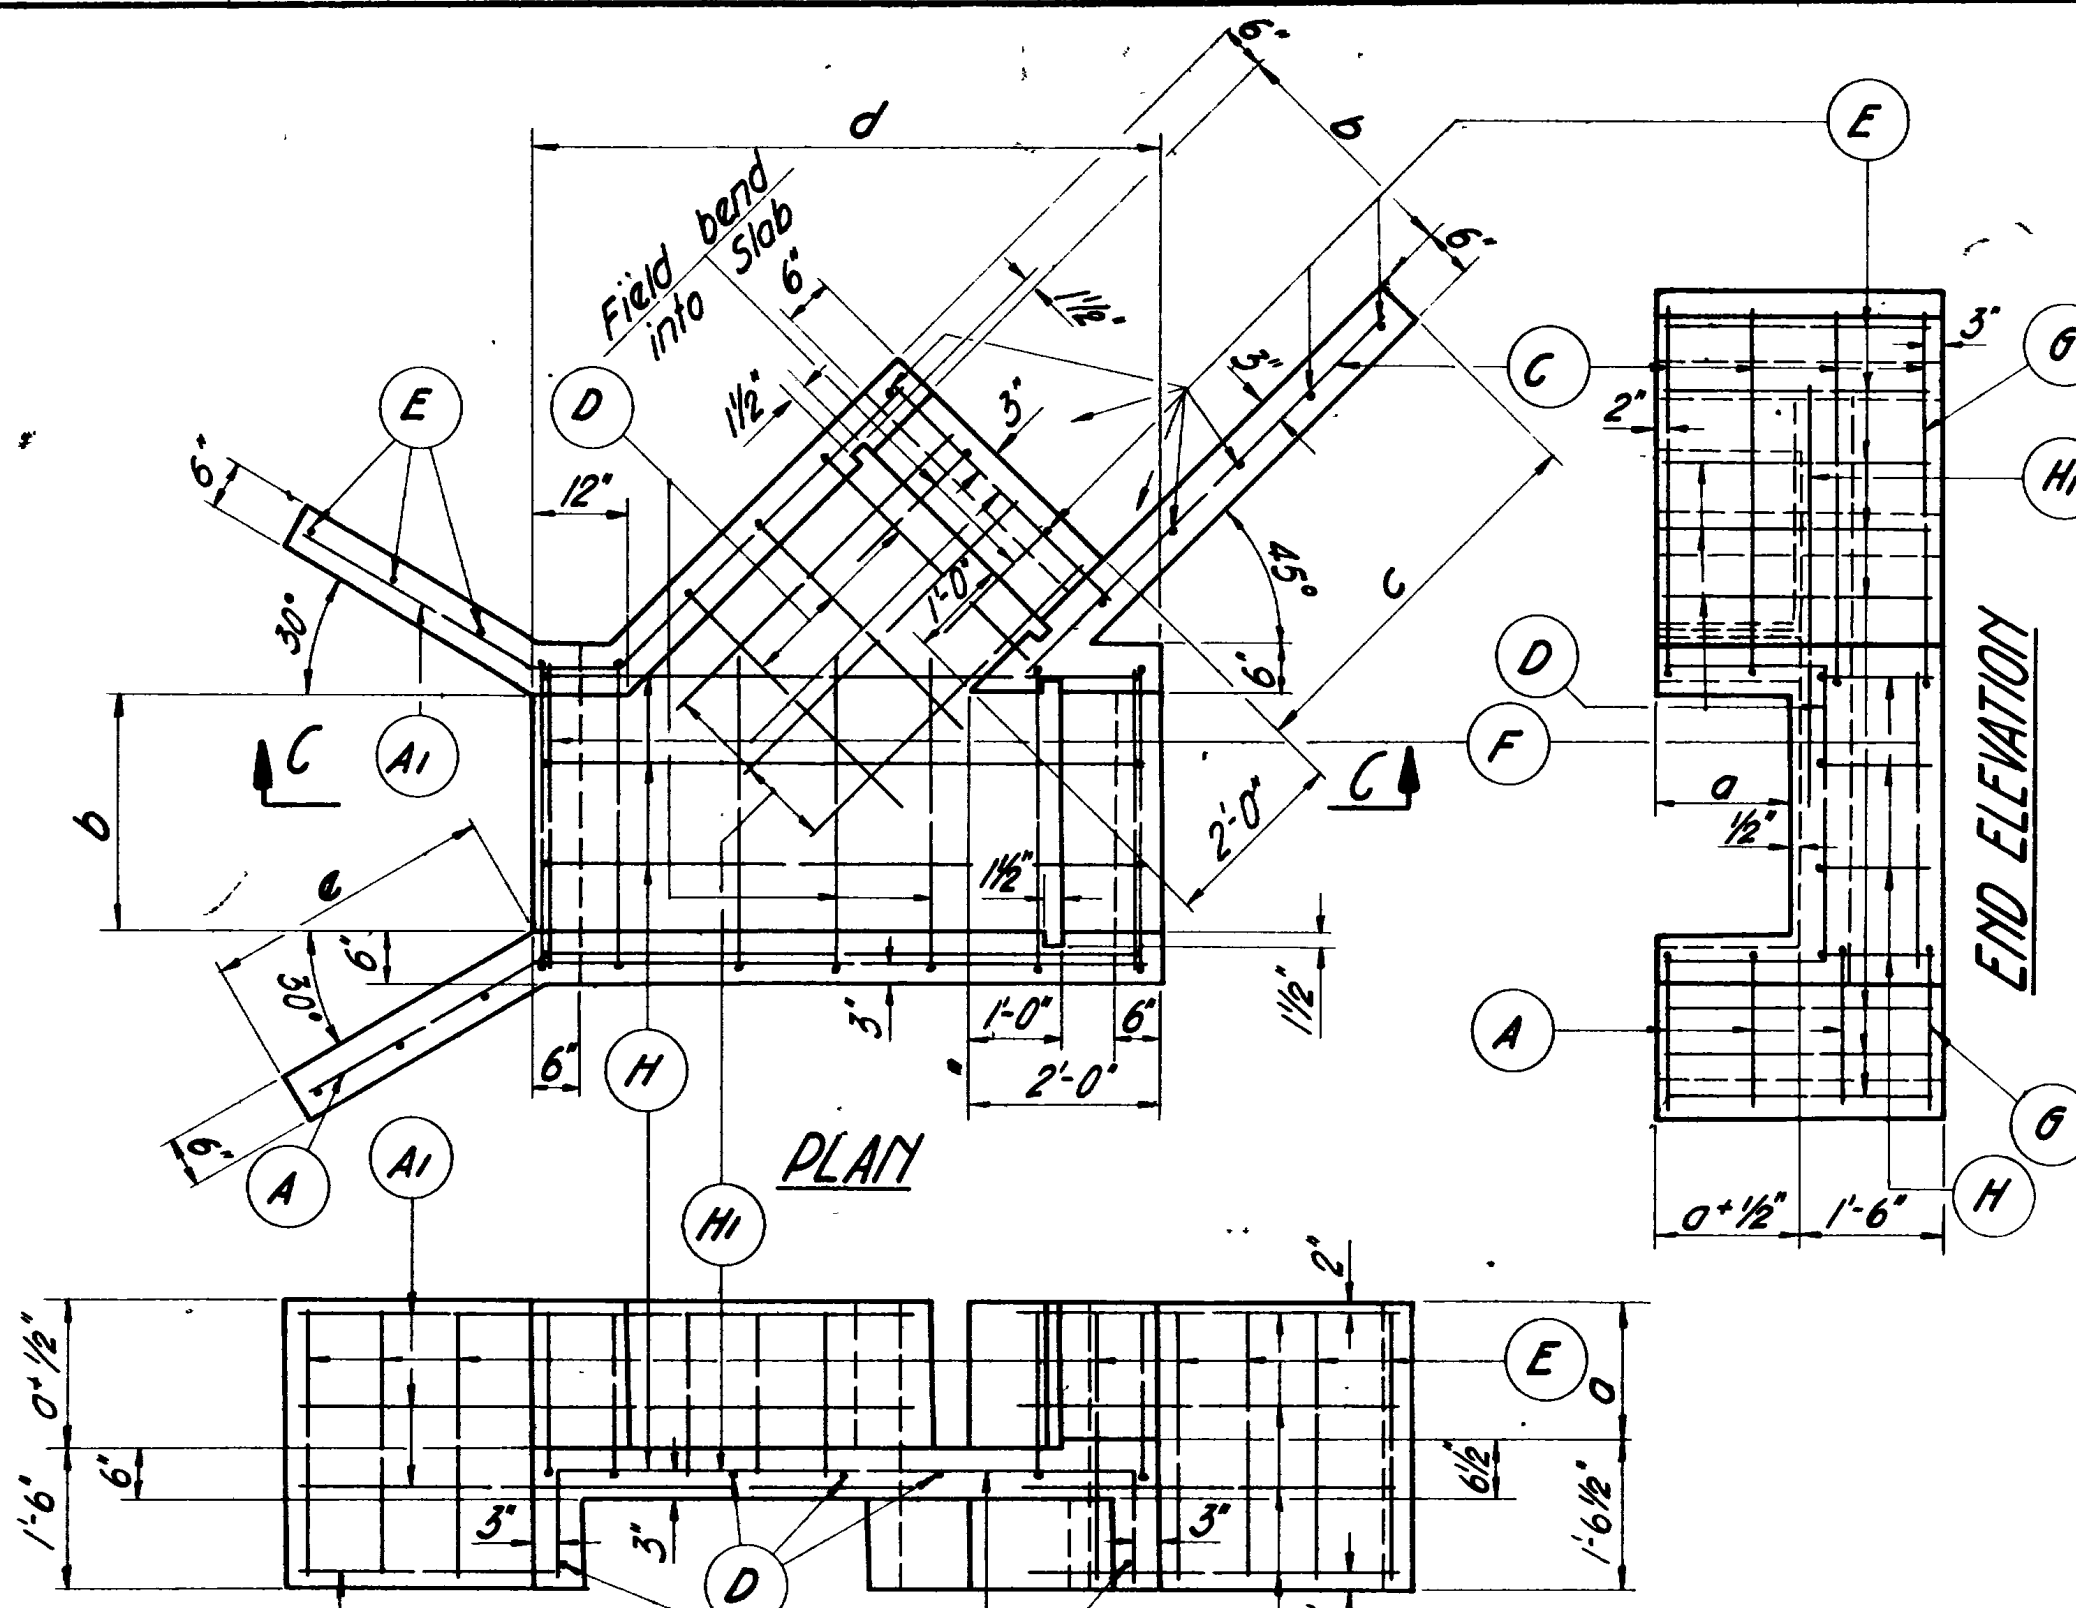 6"
d
b
E
Field bend
into Slab
6"
6"
1½"
3"
C
3"
G
E
D
1½"
3"
2"
6"
12"
H1
1'-0"
45°
c
30°
D
6"
F
A1
C
C
a
½"
b
2'-0"
e
1½"
END ELEVATION
30°
6"
3"
1'-0"
6"
1½"
A
6"
H
2'-0"
G
6"
A
A1
PLAN
H1
H
a+½"
1'-6"
2"
a+½"
E
a
6"
1'-6"
3"
3"
D
3"
6½"
1'-6½"